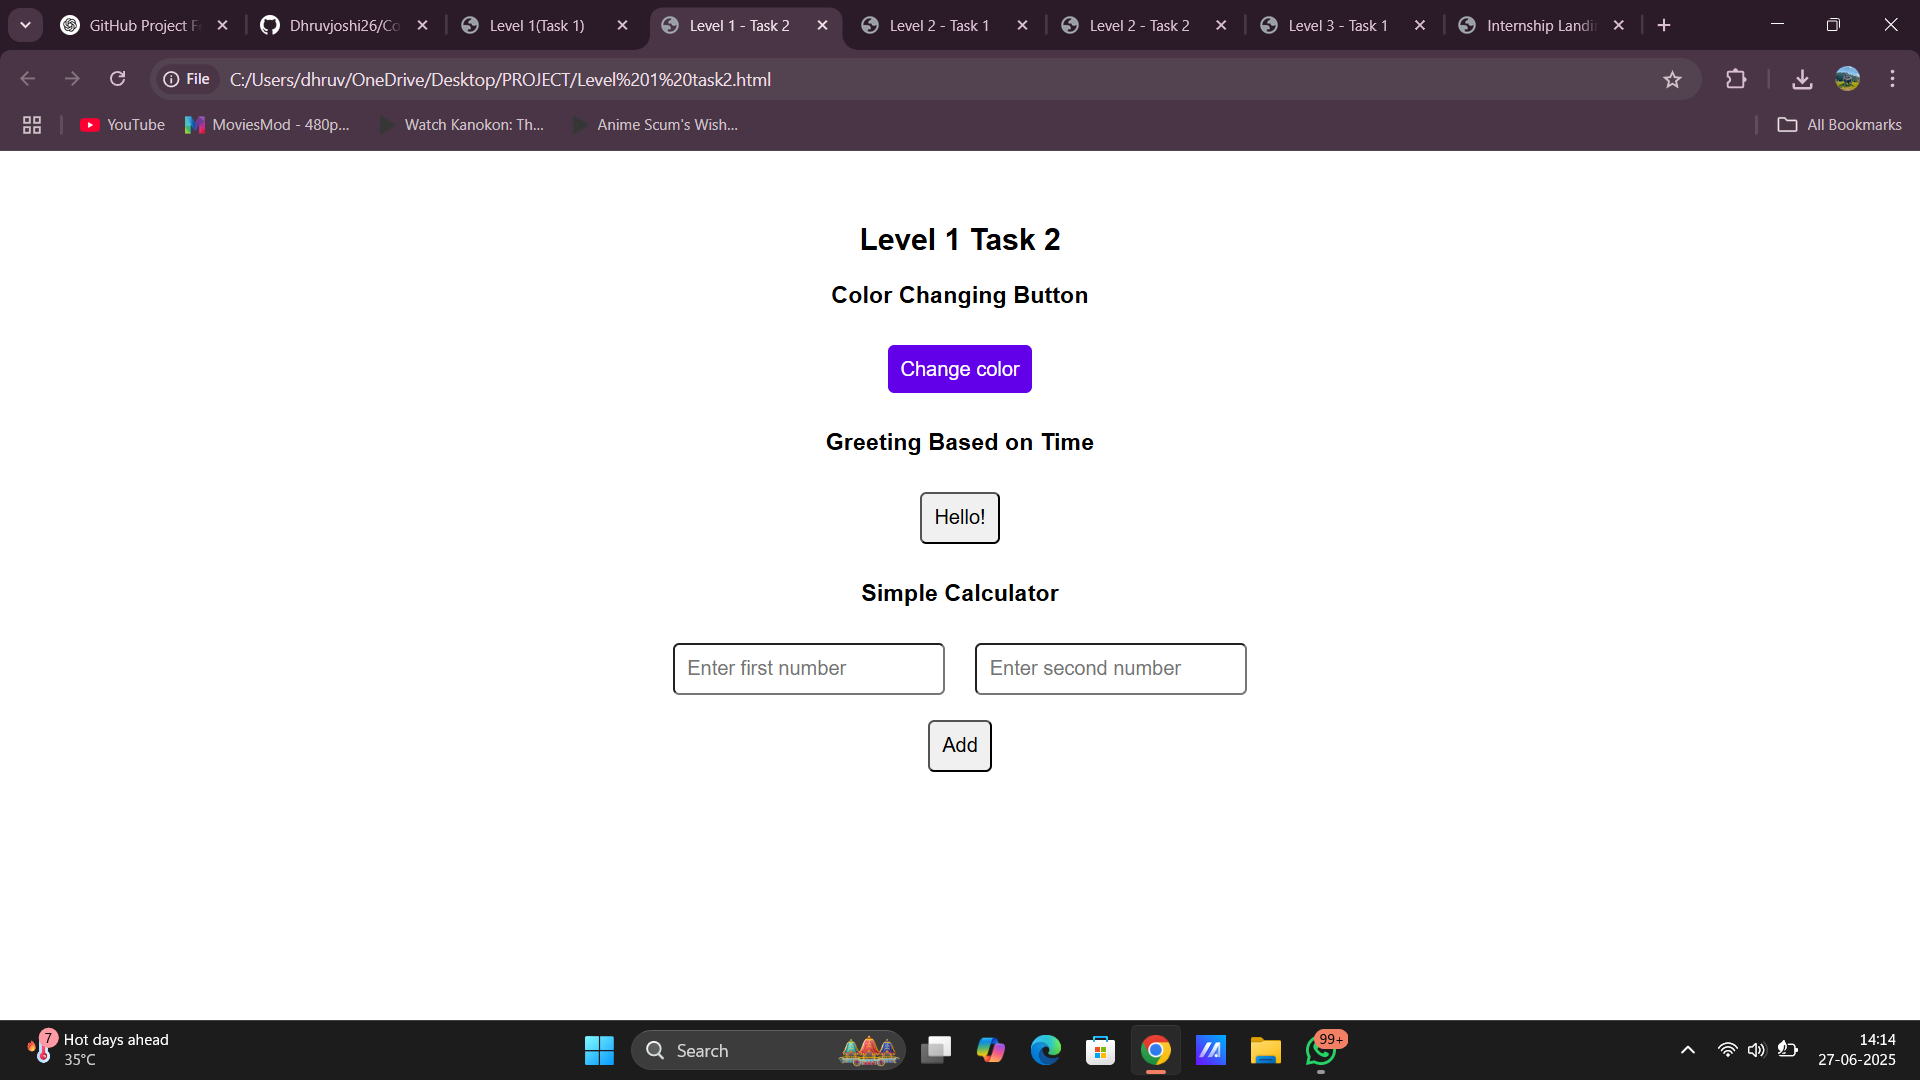 GitHub Project F
Dhruvjoshi26/Co
Level 1(Task 1)
Level 1 - Task 2
Level 2 - Task 1
Level 2 - Task 2
Level 3 - Task 1
Internship Landi
File
C:/Users/dhruv/OneDrive/Desktop/PROJECT/Level%201%20task2.html
YouTube
MoviesMod - 480p...
Watch Kanokon: Th...
Anime Scum's Wish...
All Bookmarks
Level 1 Task 2
Color Changing Button
Change color
Greeting Based on Time
Hello!
Simple Calculator
Enter first number
Enter second number
Add
7
Hot days ahead
35°C
Search
99+
14:14
27-06-2025